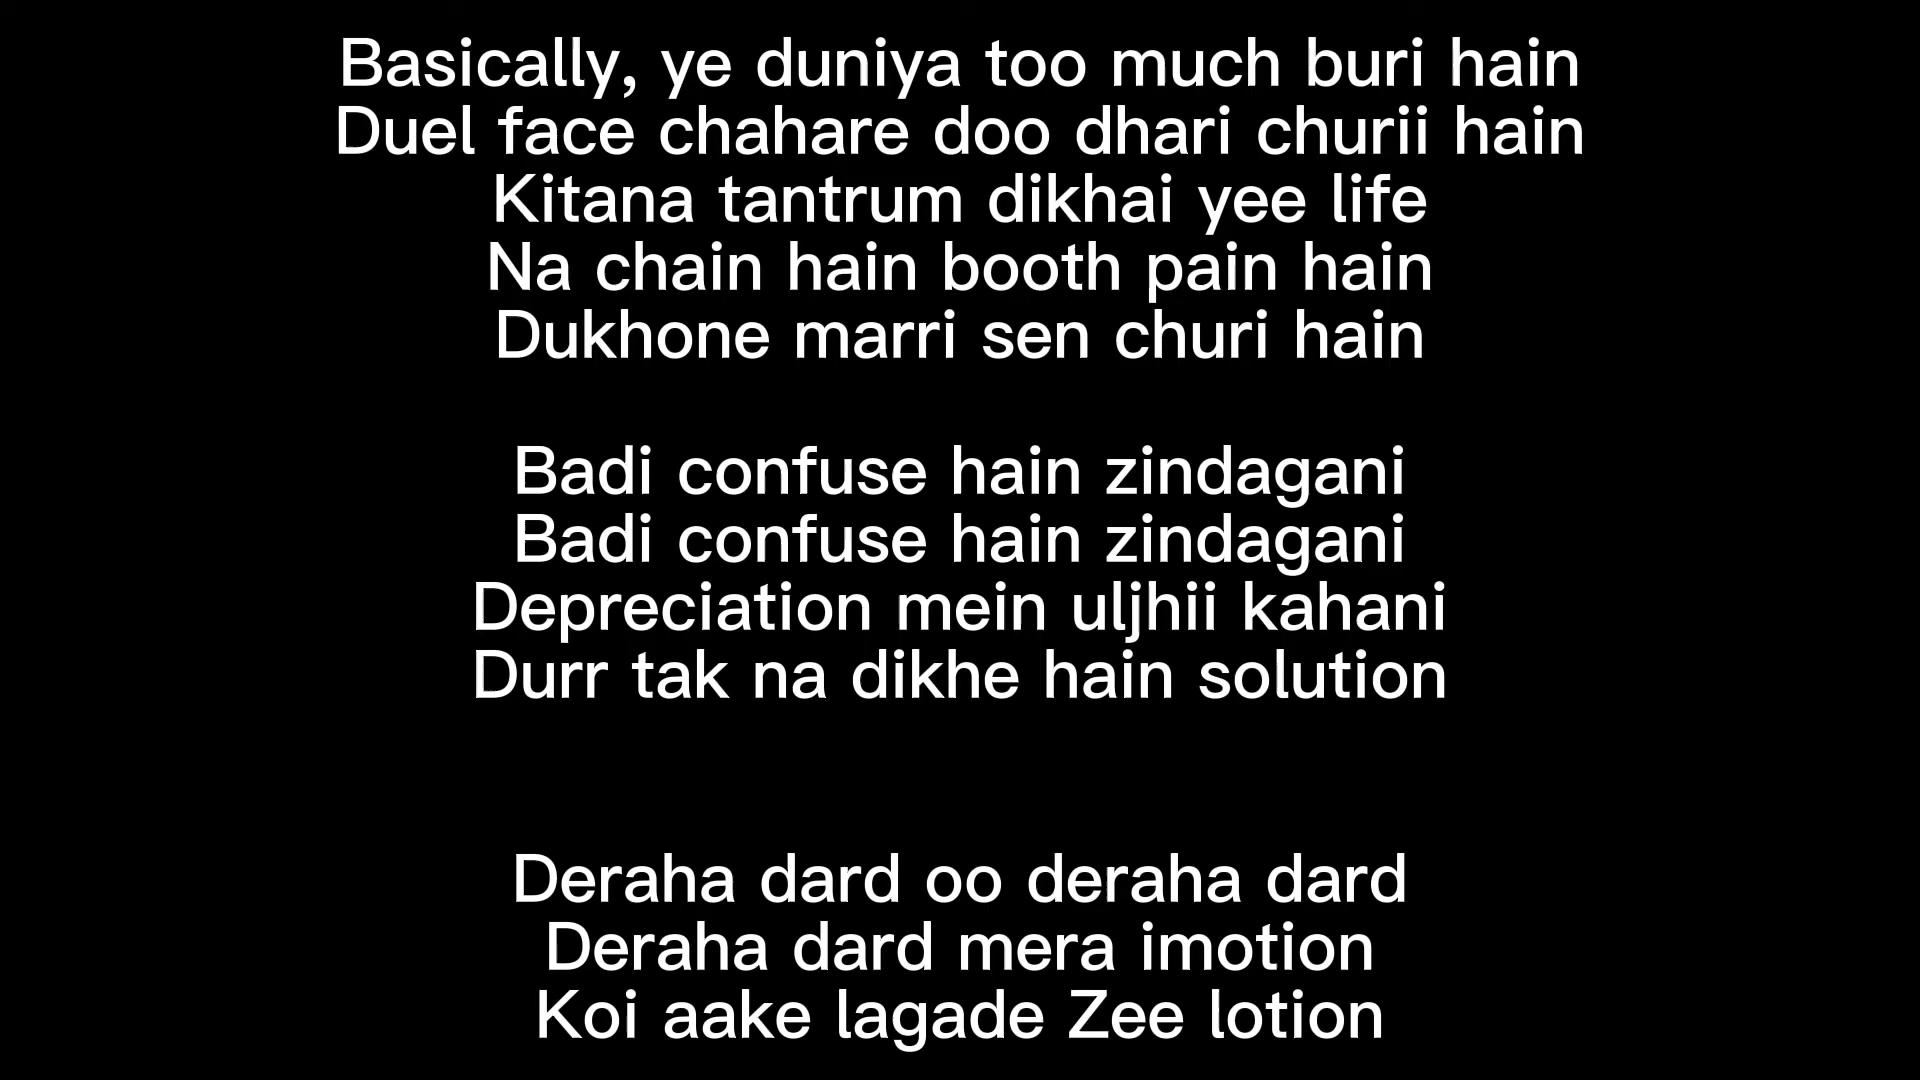 Basically, ye duniya too much buri hain
Duel face chahare doo dhari churii hain
Kitana tantrum dikhai yee life
Na chain hain booth pain hain
Dukhone marri sen churi hain
Badi confuse hain zindagani
Badi confuse hain zindagani
Depreciation mein uljhii kahani
Durr tak na dikhe hain solution
Deraha dard oo deraha dard
Deraha dard mera imotion
Koi aake lagade Zee lotion